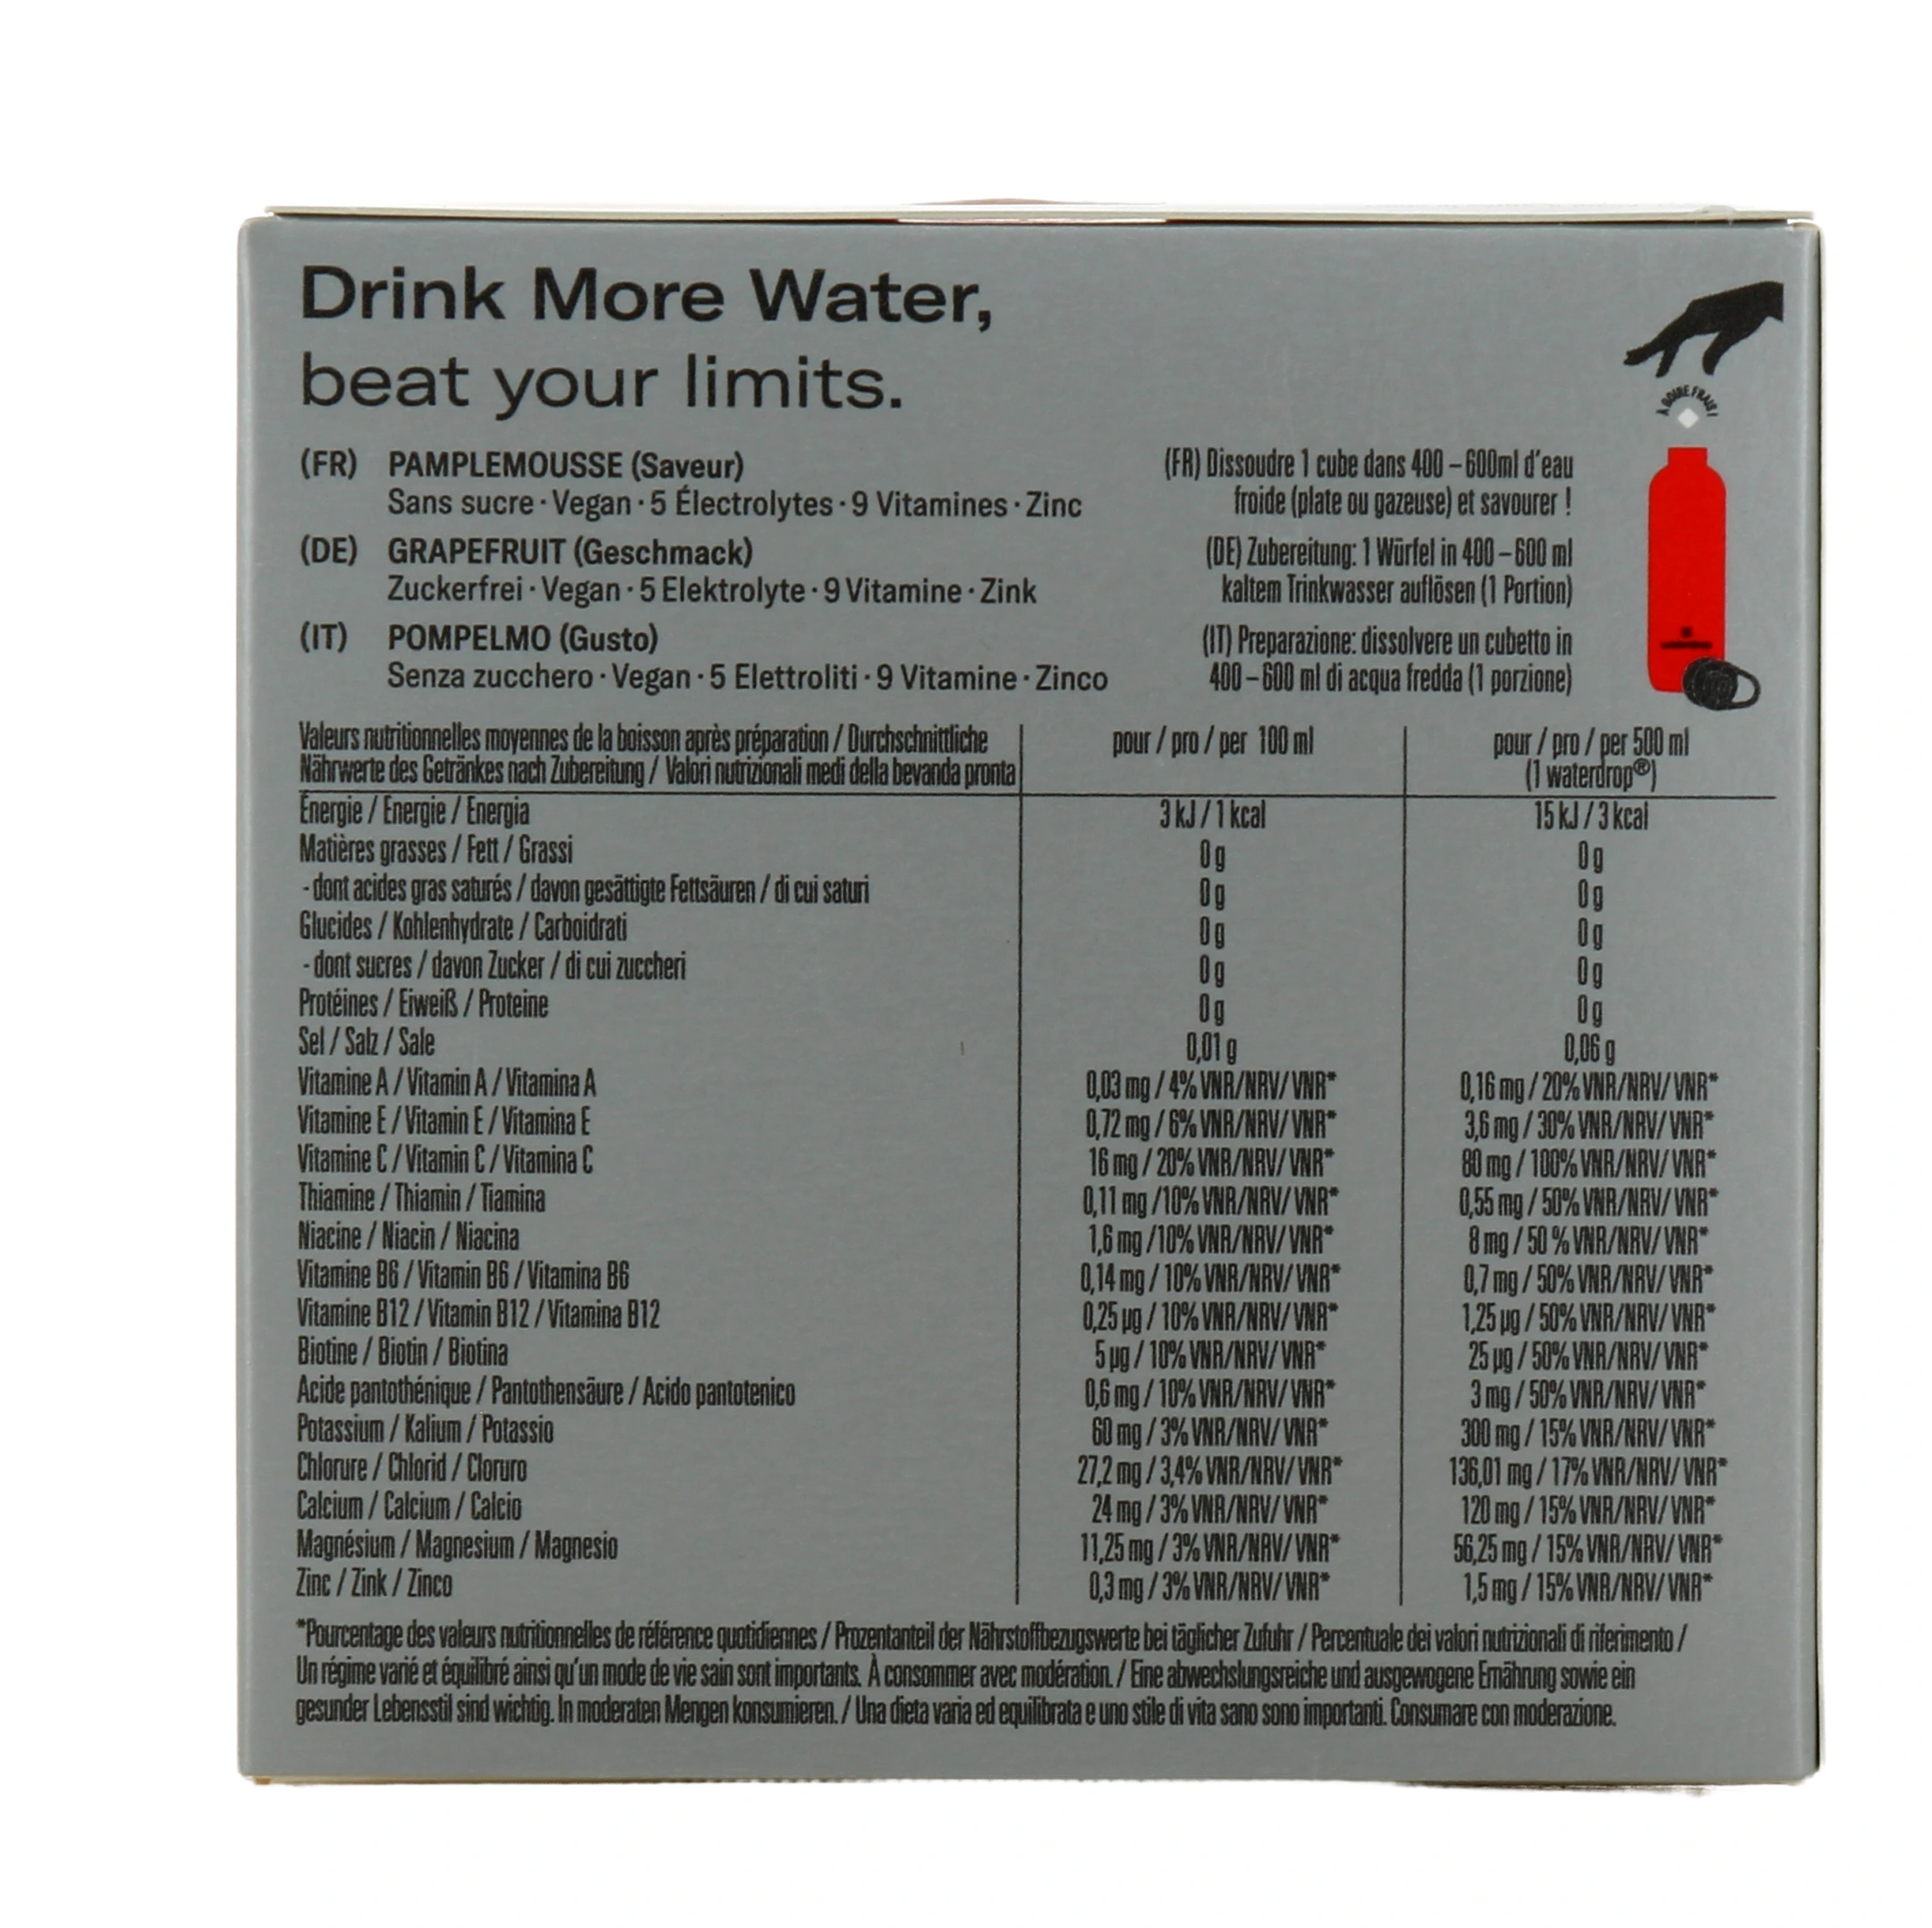 Drink More Water,
beat your limits.
À BOIRE FRAIS !
(FR) PAMPLEMOUSSE (Saveur)
Sans sucre · Vegan · 5 Électrolytes · 9 Vitamines · Zinc
(DE) GRAPEFRUIT (Geschmack)
Zuckerfrei · Vegan · 5 Elektrolyte · 9 Vitamine · Zink
(IT) POMPELMO (Gusto)
Senza zucchero · Vegan · 5 Elettroliti · 9 Vitamine · Zinco
(FR) Dissoudre 1 cube dans 400 – 600ml d'eau
froide (plate ou gazeuse) et savourer !
(DE) Zubereitung: 1 Würfel in 400 – 600 ml
kaltem Trinkwasser auflösen (1 Portion)
(IT) Preparazione: dissolvere un cubetto in
400 – 600 ml di acqua fredda (1 porzione)
Valeurs nutritionnelles moyennes de la boisson après préparation / Durchschnittliche
Nährwerte des Getränkes nach Zubereitung / Valori nutrizionali medi della bevanda pronta
pour / pro / per 100 ml
pour / pro / per 500 ml
(1 waterdrop®)
Énergie / Energie / Energia 3 kJ / 1 kcal 15 kJ / 3 kcal
Matières grasses / Fett / Grassi 0 g 0 g
- dont acides gras saturés / davon gesättigte Fettsäuren / di cui saturi 0 g 0 g
Glucides / Kohlenhydrate / Carboidrati 0 g 0 g
- dont sucres / davon Zucker / di cui zuccheri 0 g 0 g
Protéines / Eiweiß / Proteine 0 g 0 g
Sel / Salz / Sale 0,01 g 0,06 g
Vitamine A / Vitamin A / Vitamina A 0,03 mg / 4% VNR/NRV/ VNR* 0,16 mg / 20% VNR/NRV/ VNR*
Vitamine E / Vitamin E / Vitamina E 0,72 mg / 6% VNR/NRV/ VNR* 3,6 mg / 30% VNR/NRV/ VNR*
Vitamine C / Vitamin C / Vitamina C 16 mg / 20% VNR/NRV/ VNR* 80 mg / 100% VNR/NRV/ VNR*
Thiamine / Thiamin / Tiamina 0,11 mg /10% VNR/NRV/ VNR* 0,55 mg / 50% VNR/NRV/ VNR*
Niacine / Niacin / Niacina 1,6 mg /10% VNR/NRV/ VNR* 8 mg / 50 % VNR/NRV/ VNR*
Vitamine B6 / Vitamin B6 / Vitamina B6 0,14 mg / 10% VNR/NRV/ VNR* 0,7 mg / 50% VNR/NRV/ VNR*
Vitamine B12 / Vitamin B12 / Vitamina B12 0,25 µg / 10% VNR/NRV/ VNR* 1,25 µg / 50% VNR/NRV/ VNR*
Biotine / Biotin / Biotina 5 µg / 10% VNR/NRV/ VNR* 25 µg / 50% VNR/NRV/ VNR*
Acide pantothénique / Pantothensäure / Acido pantotenico 0,6 mg / 10% VNR/NRV/ VNR* 3 mg / 50% VNR/NRV/ VNR*
Potassium / Kalium / Potassio 60 mg / 3% VNR/NRV/ VNR* 300 mg / 15% VNR/NRV/ VNR*
Chlorure / Chlorid / Cloruro 27,2 mg / 3,4% VNR/NRV/ VNR* 136,01 mg / 17% VNR/NRV/ VNR*
Calcium / Calcium / Calcio 24 mg / 3% VNR/NRV/ VNR* 120 mg / 15% VNR/NRV/ VNR*
Magnésium / Magnesium / Magnesio 11,25 mg / 3% VNR/NRV/ VNR* 56,25 mg / 15% VNR/NRV/ VNR*
Zinc / Zink / Zinco 0,3 mg / 3% VNR/NRV/ VNR* 1,5 mg / 15% VNR/NRV/ VNR*
*Pourcentage des valeurs nutritionnelles de référence quotidiennes / Prozentanteil der Nährstoffbezugswerte bei täglicher Zufuhr / Percentuale dei valori nutrizionali di riferimento /
Un régime varié et équilibré ainsi qu'un mode de vie sain sont importants. À consommer avec modération. / Eine abwechslungsreiche und ausgewogene Ernährung sowie ein
gesunder Lebensstil sind wichtig. In moderaten Mengen konsumieren. / Una dieta varia ed equilibrata e uno stile di vita sano sono importanti. Consumare con moderazione.